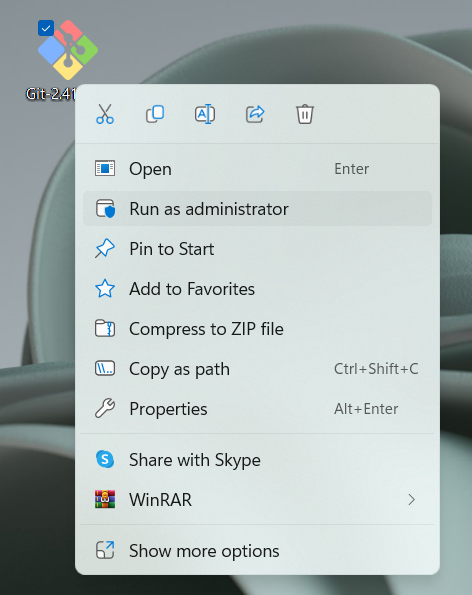 Git-2.41
Open Enter
Run as administrator
Pin to Start
Add to Favorites
Compress to ZIP file
Copy as path Ctrl+Shift+C
Properties Alt+Enter
Share with Skype
WinRAR
Show more options